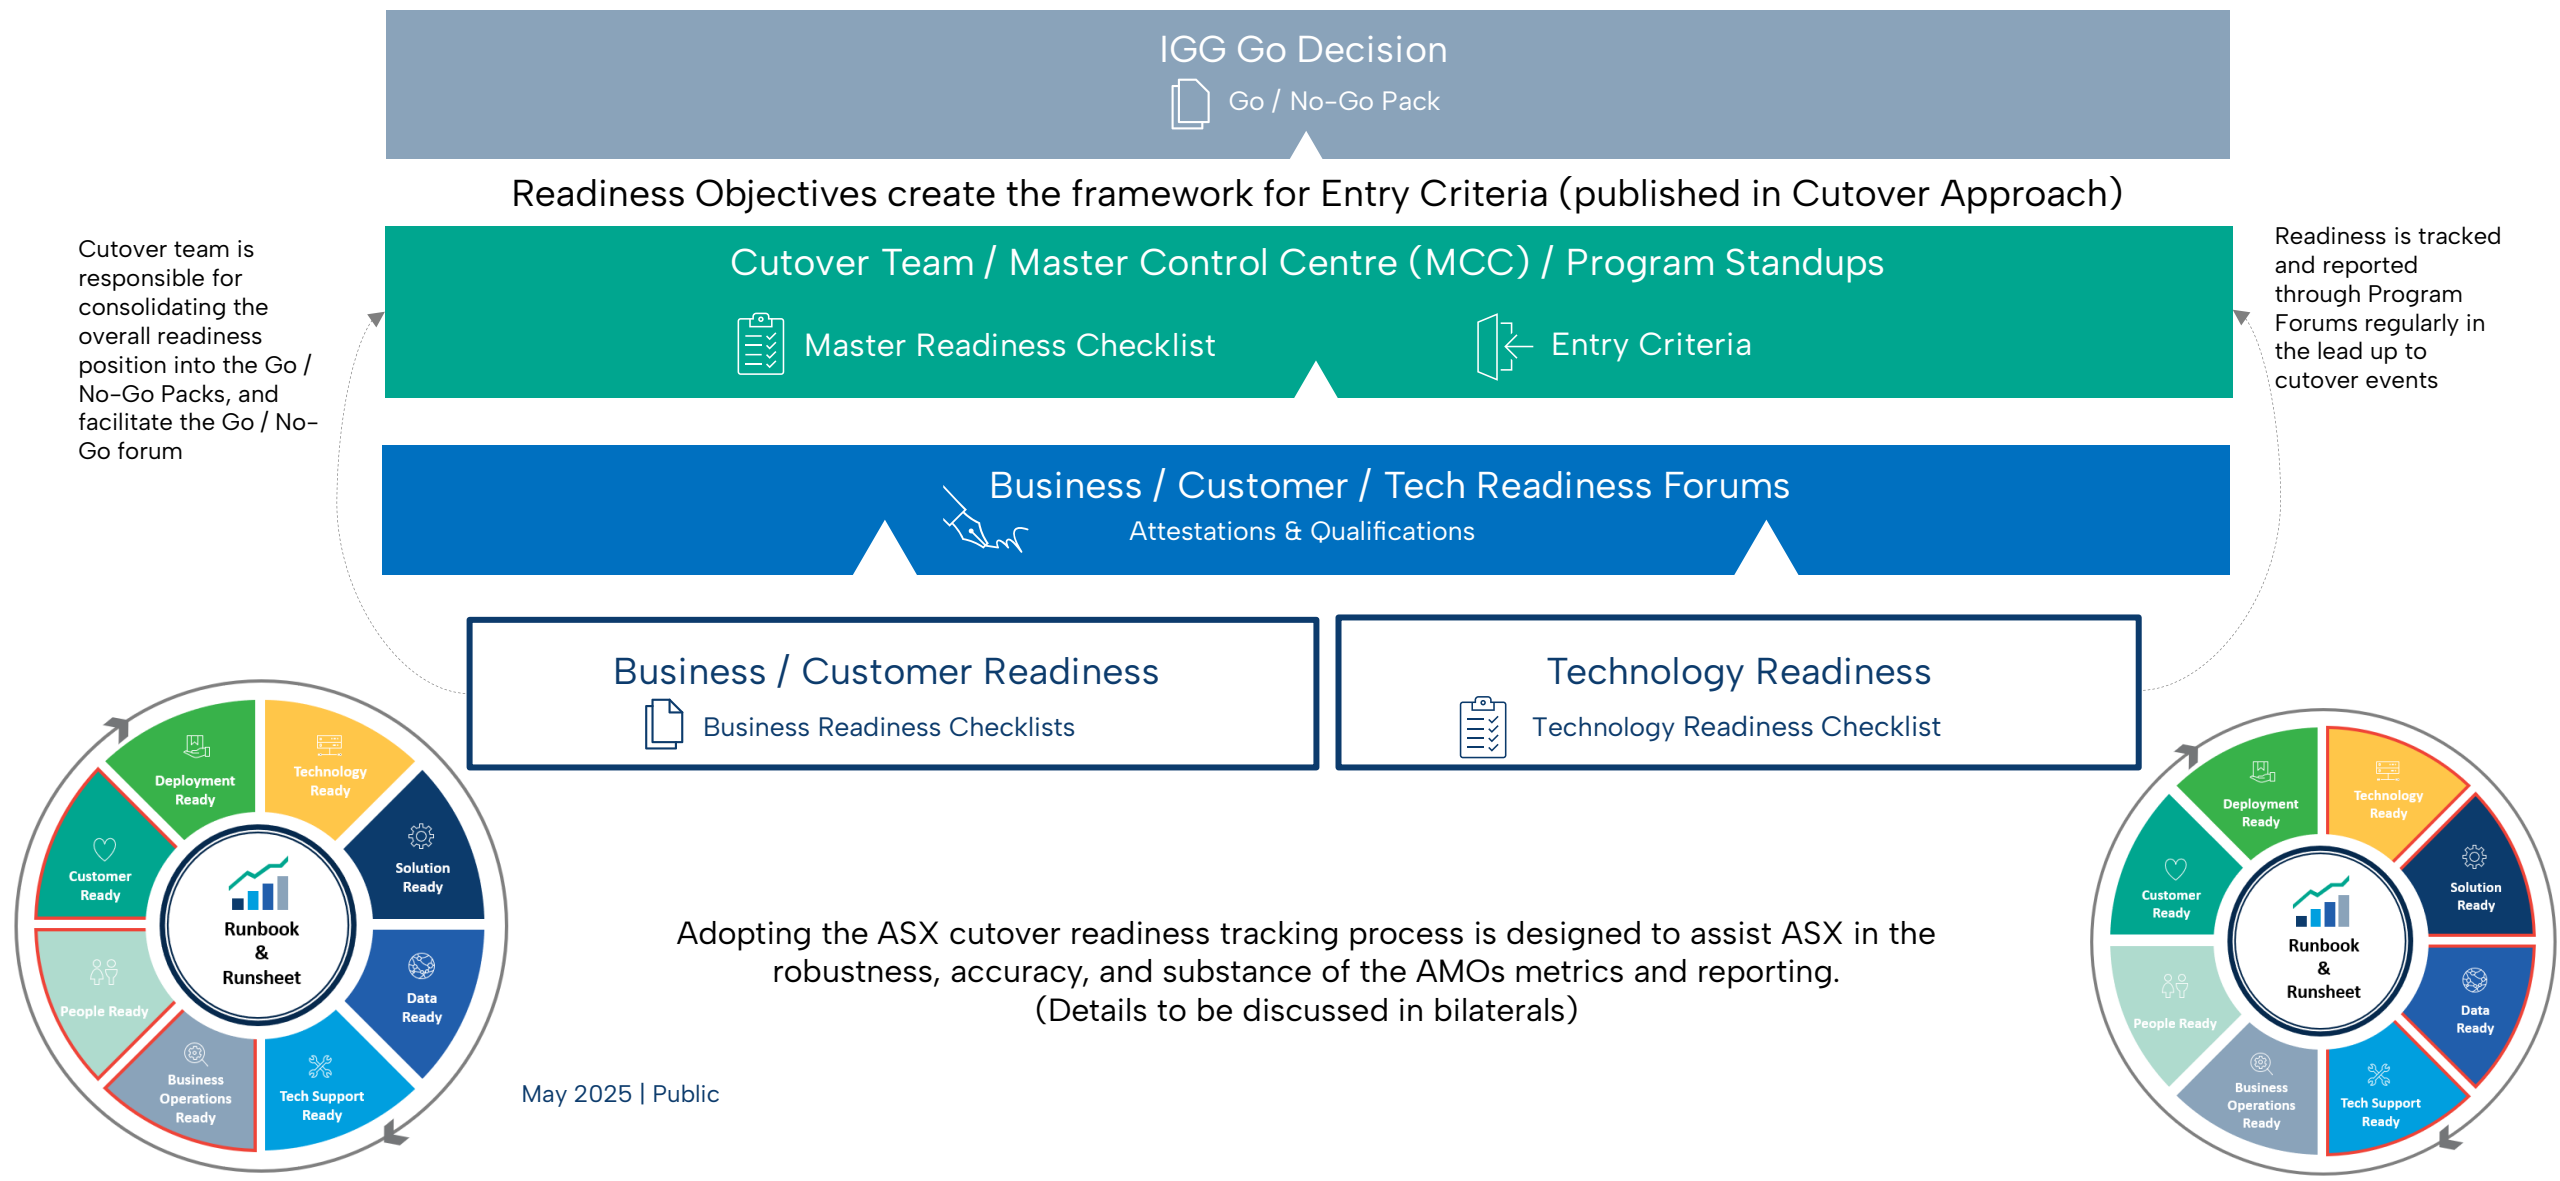 IGG Go Decision
Go / No-Go Pack
Readiness Objectives create the framework for Entry Criteria (published in Cutover Approach)
Cutover team is
responsible for
consolidating the
overall readiness
position into the Go /
No-Go Packs, and
facilitate the Go / No-
Go forum
Cutover Team / Master Control Centre (MCC) / Program Standups
Master Readiness Checklist
Entry Criteria
Readiness is tracked
and reported
through Program
Forums regularly in
the lead up to
cutover events
Business / Customer / Tech Readiness Forums
Attestations & Qualifications
Business / Customer Readiness
Business Readiness Checklists
Technology Readiness
Technology Readiness Checklist
Deployment
Ready
Technology
Ready
Solution
Ready
Data
Ready
Tech Support
Ready
Business
Operations
Ready
People Ready
Customer
Ready
Runbook
&
Runsheet
Adopting the ASX cutover readiness tracking process is designed to assist ASX in the
robustness, accuracy, and substance of the AMOs metrics and reporting.
(Details to be discussed in bilaterals)
Deployment
Ready
Technology
Ready
Solution
Ready
Data
Ready
Tech Support
Ready
Business
Operations
Ready
People Ready
Customer
Ready
Runbook
&
Runsheet
May 2025 | Public